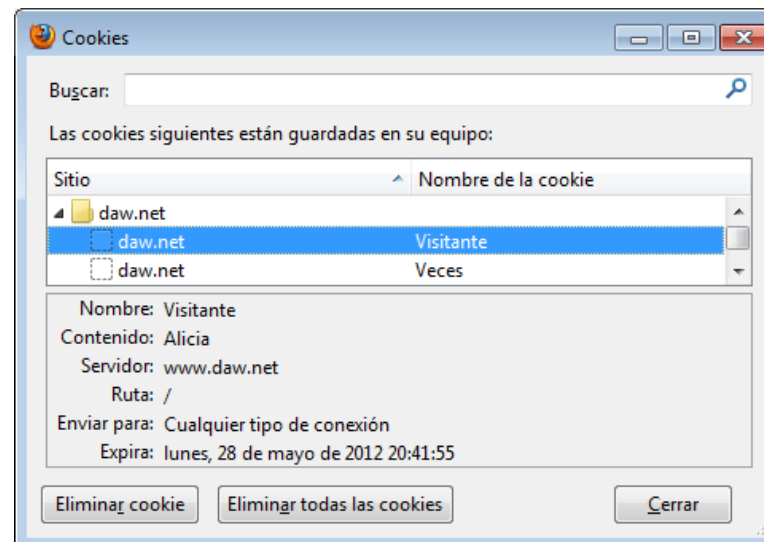 Cookies
Buscar:
Las cookies siguientes están guardadas en su equipo:
Sitio Nombre de la cookie
daw.net
daw.net Visitante
daw.net Veces
Nombre: Visitante
Contenido: Alicia
Servidor: www.daw.net
Ruta: /
Enviar para: Cualquier tipo de conexión
Expira: lunes, 28 de mayo de 2012 20:41:55
Eliminar cookie Eliminar todas las cookies Cerrar